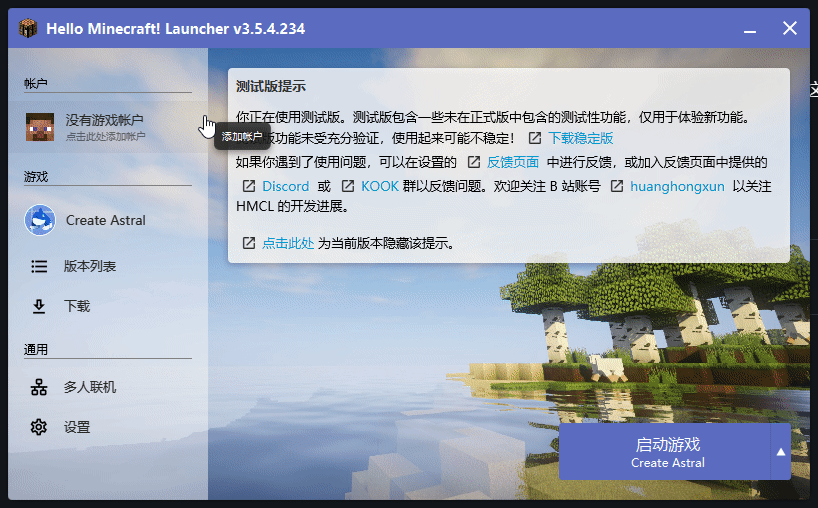 Hello Minecraft! Launcher v3.5.4.234
帐户
没有游戏帐户
点击此处添加帐户
添加帐户
游戏
Create Astral
版本列表
下载
通用
多人联机
设置
测试版提示
你正在使用测试版。测试版包含一些未在正式版中包含的测试性功能，仅用于体验新功能。
版功能未受充分验证，使用起来可能不稳定！ 下载稳定版
如果你遇到了使用问题，可以在设置的 反馈页面 中进行反馈，或加入反馈页面中提供的
Discord 或 KOOK 群以反馈问题。欢迎关注 B 站账号 huanghongxun 以关注
HMCL 的开发进展。
点击此处 为当前版本隐藏该提示。
启动游戏
Create Astral